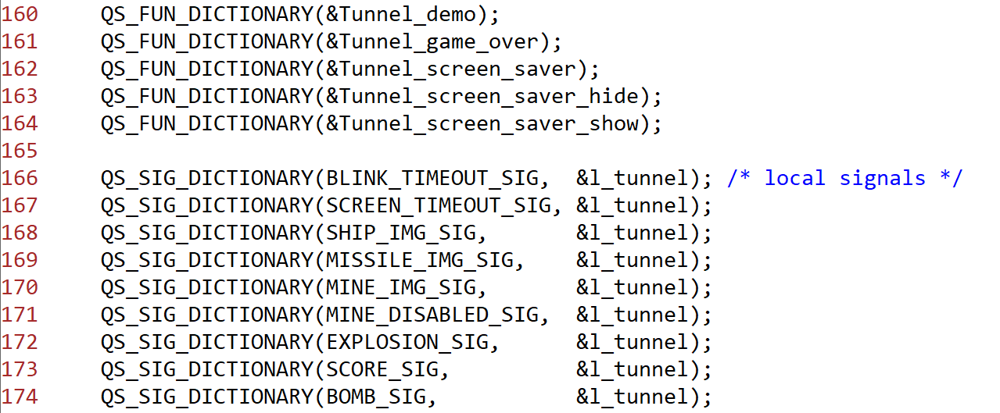 160     QS_FUN_DICTIONARY(&Tunnel_demo);
161     QS_FUN_DICTIONARY(&Tunnel_game_over);
162     QS_FUN_DICTIONARY(&Tunnel_screen_saver);
163     QS_FUN_DICTIONARY(&Tunnel_screen_saver_hide);
164     QS_FUN_DICTIONARY(&Tunnel_screen_saver_show);
165
166     QS_SIG_DICTIONARY(BLINK_TIMEOUT_SIG,  &l_tunnel); /* local signals */
167     QS_SIG_DICTIONARY(SCREEN_TIMEOUT_SIG, &l_tunnel);
168     QS_SIG_DICTIONARY(SHIP_IMG_SIG,       &l_tunnel);
169     QS_SIG_DICTIONARY(MISSILE_IMG_SIG,    &l_tunnel);
170     QS_SIG_DICTIONARY(MINE_IMG_SIG,       &l_tunnel);
171     QS_SIG_DICTIONARY(MINE_DISABLED_SIG,  &l_tunnel);
172     QS_SIG_DICTIONARY(EXPLOSION_SIG,      &l_tunnel);
173     QS_SIG_DICTIONARY(SCORE_SIG,          &l_tunnel);
174     QS_SIG_DICTIONARY(BOMB_SIG,           &l_tunnel);